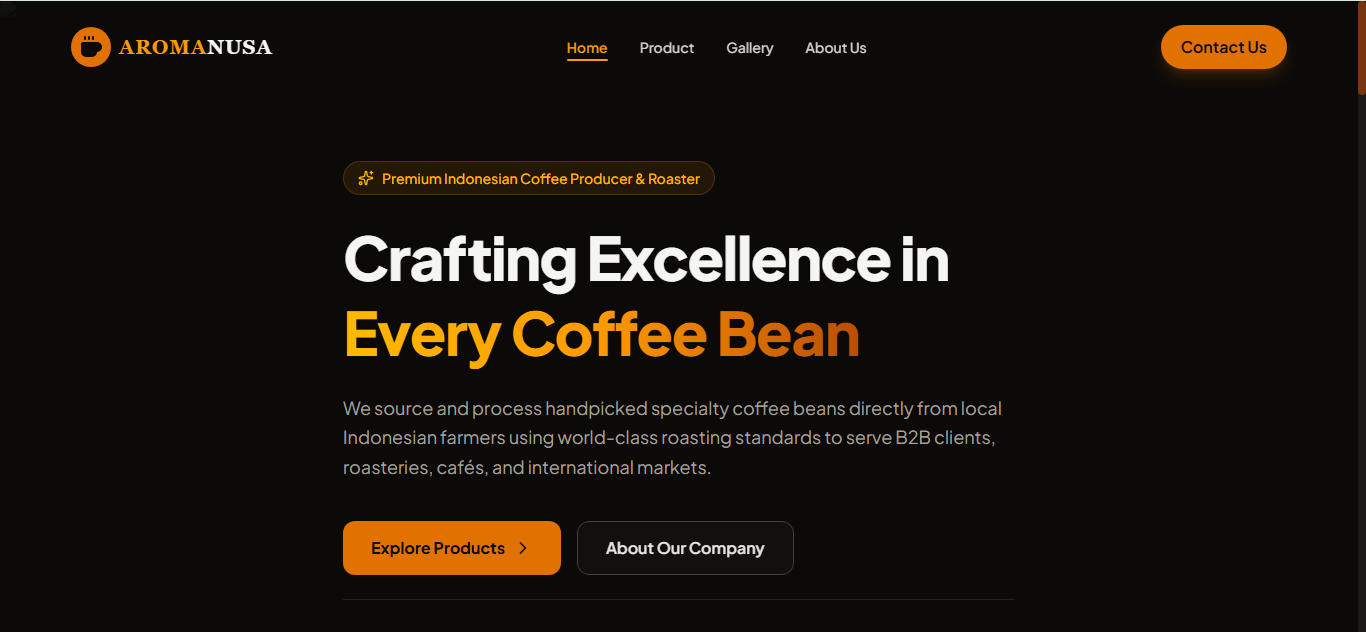 AROMANUSA
Home
Product
Gallery
About Us
Contact Us
Premium Indonesian Coffee Producer & Roaster
Crafting Excellence in
Every Coffee Bean
We source and process handpicked specialty coffee beans directly from local
Indonesian farmers using world-class roasting standards to serve B2B clients,
roasteries, cafés, and international markets.
Explore Products
About Our Company